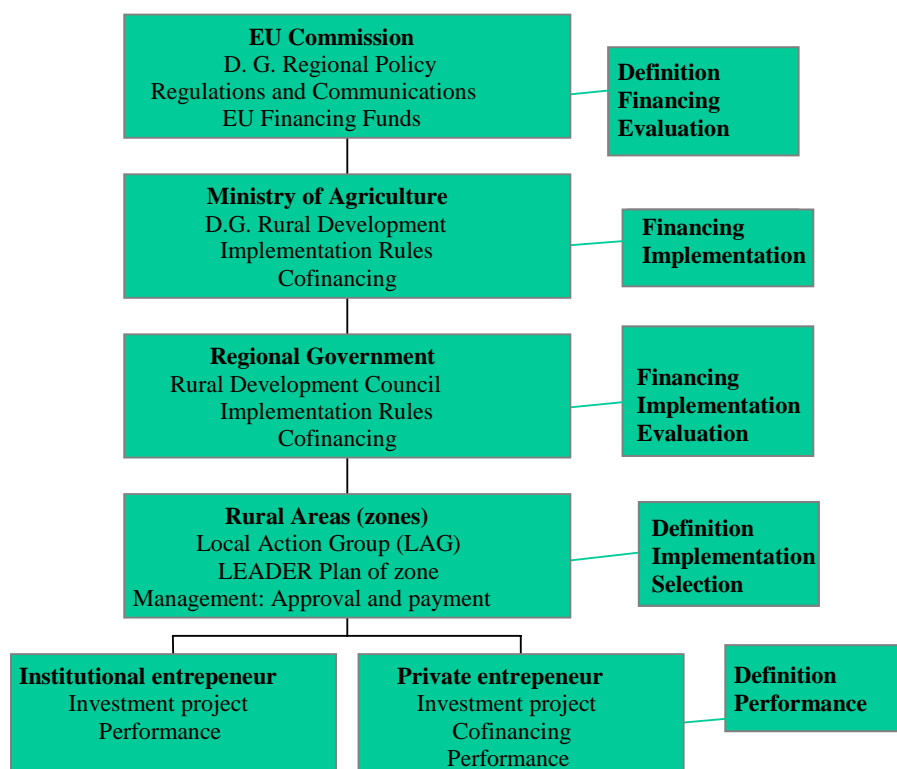 EU Commission
D. G. Regional Policy
Regulations and Communications
EU Financing Funds
Definition
Financing
Evaluation
Ministry of Agriculture
D.G. Rural Development
Implementation Rules
Cofinancing
Financing
Implementation
Regional Government
Rural Development Council
Implementation Rules
Cofinancing
Financing
Implementation
Evaluation
Rural Areas (zones)
Local Action Group (LAG)
LEADER Plan of zone
Management: Approval and payment
Definition
Implementation
Selection
Institutional entrepeneur
Investment project
Performance
Private entrepeneur
Investment project
Cofinancing
Performance
Definition
Performance